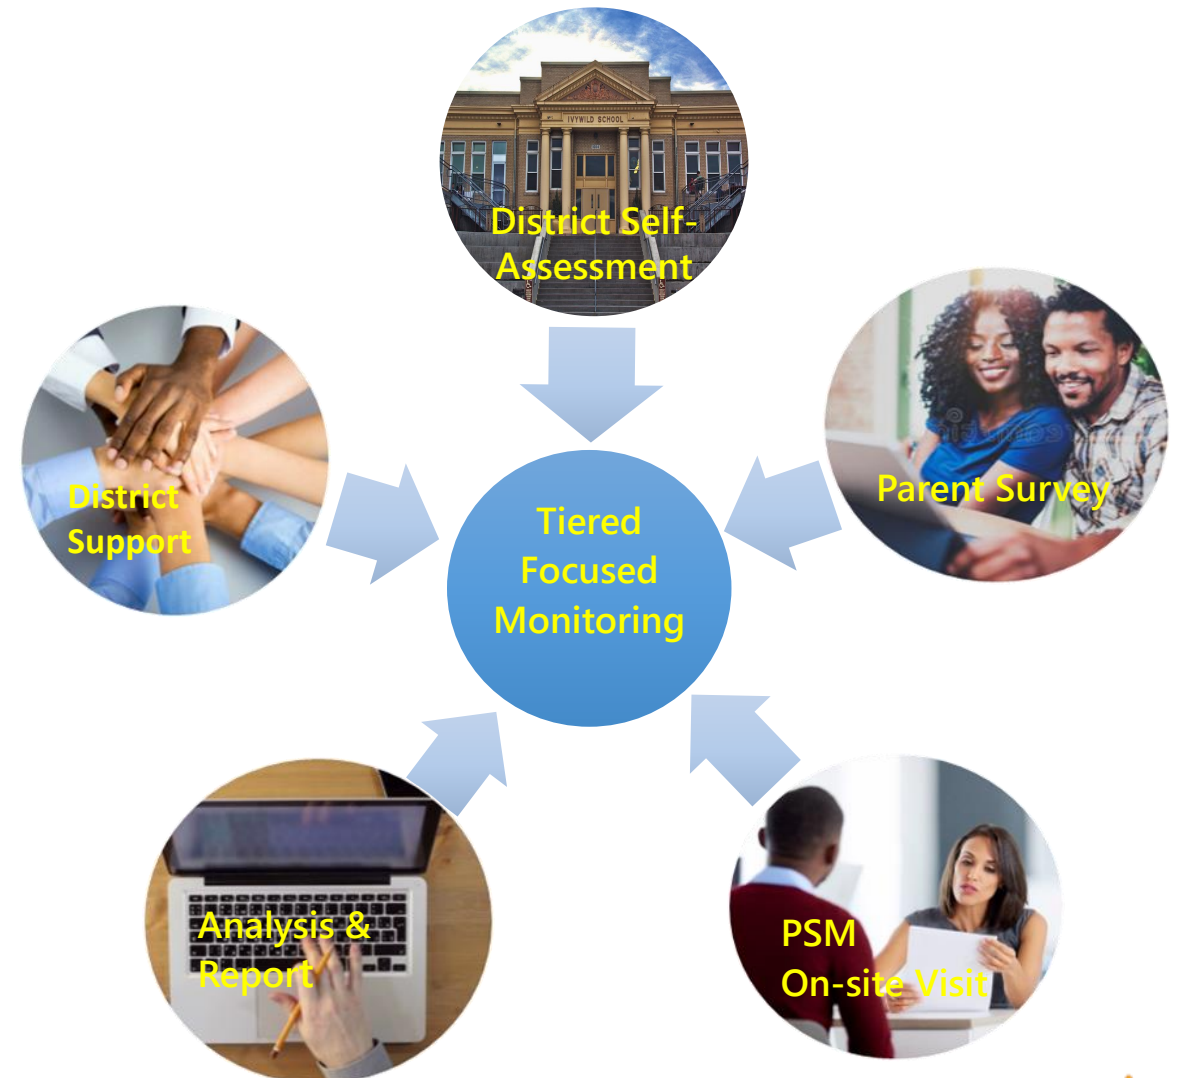 IVYWILD SCHOOL
District Self-
Assessment
Parent Survey
District
Support
Tiered
Focused
Monitoring
Analysis &
Report
PSM
On-site Visit